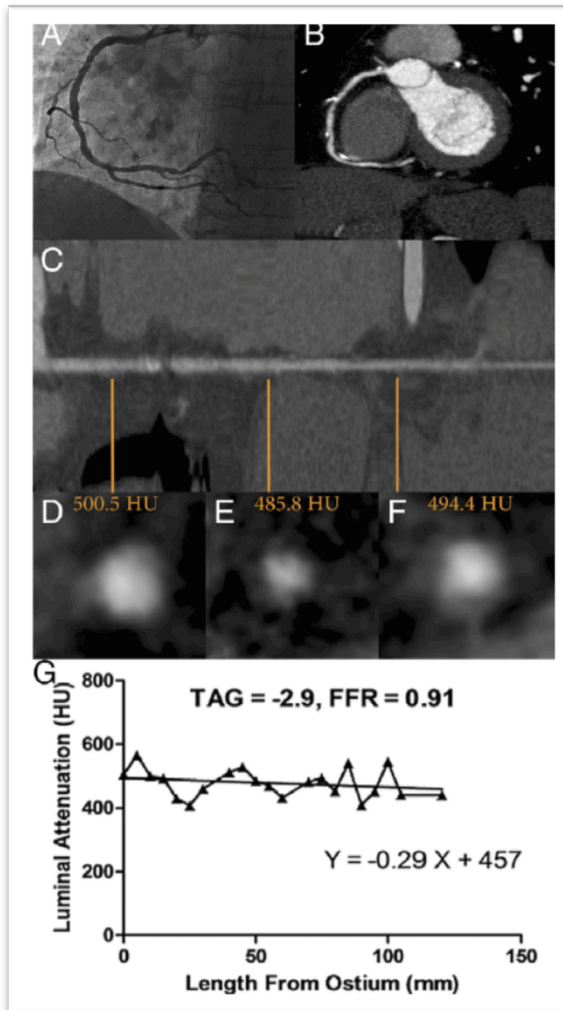 A
B
C
500.5 HU
485.8 HU
494.4 HU
D
E
F
G
TAG = -2.9, FFR = 0.91
Luminal Attenuation (HU)
800
600
400
200
0
Y = -0.29 X + 457
0
50
100
150
Length From Ostium (mm)